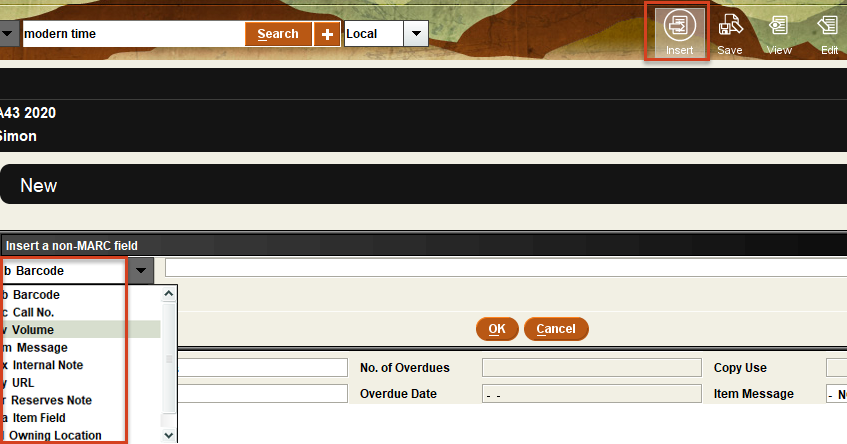 modern time Search + Local
Insert Save View Edit
A43 2020
Simon
New
Insert a non-MARC field
b Barcode
b Barcode
c Call No.
v Volume
m Message
x Internal Note
y URL
r Reserves Note
a Item Field
Owning Location
OK Cancel
No. of Overdues Copy Use
Overdue Date - - Item Message -